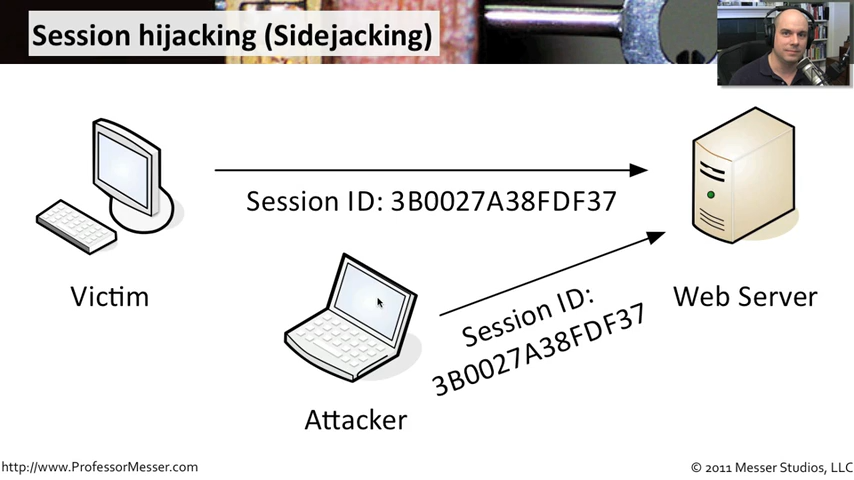 Session hijacking (Sidejacking)
Session ID: 3B0027A38FDF37
Victim
Session ID:
3B0027A38FDF37
Web Server
Attacker
http://www.ProfessorMesser.com
© 2011 Messer Studios, LLC